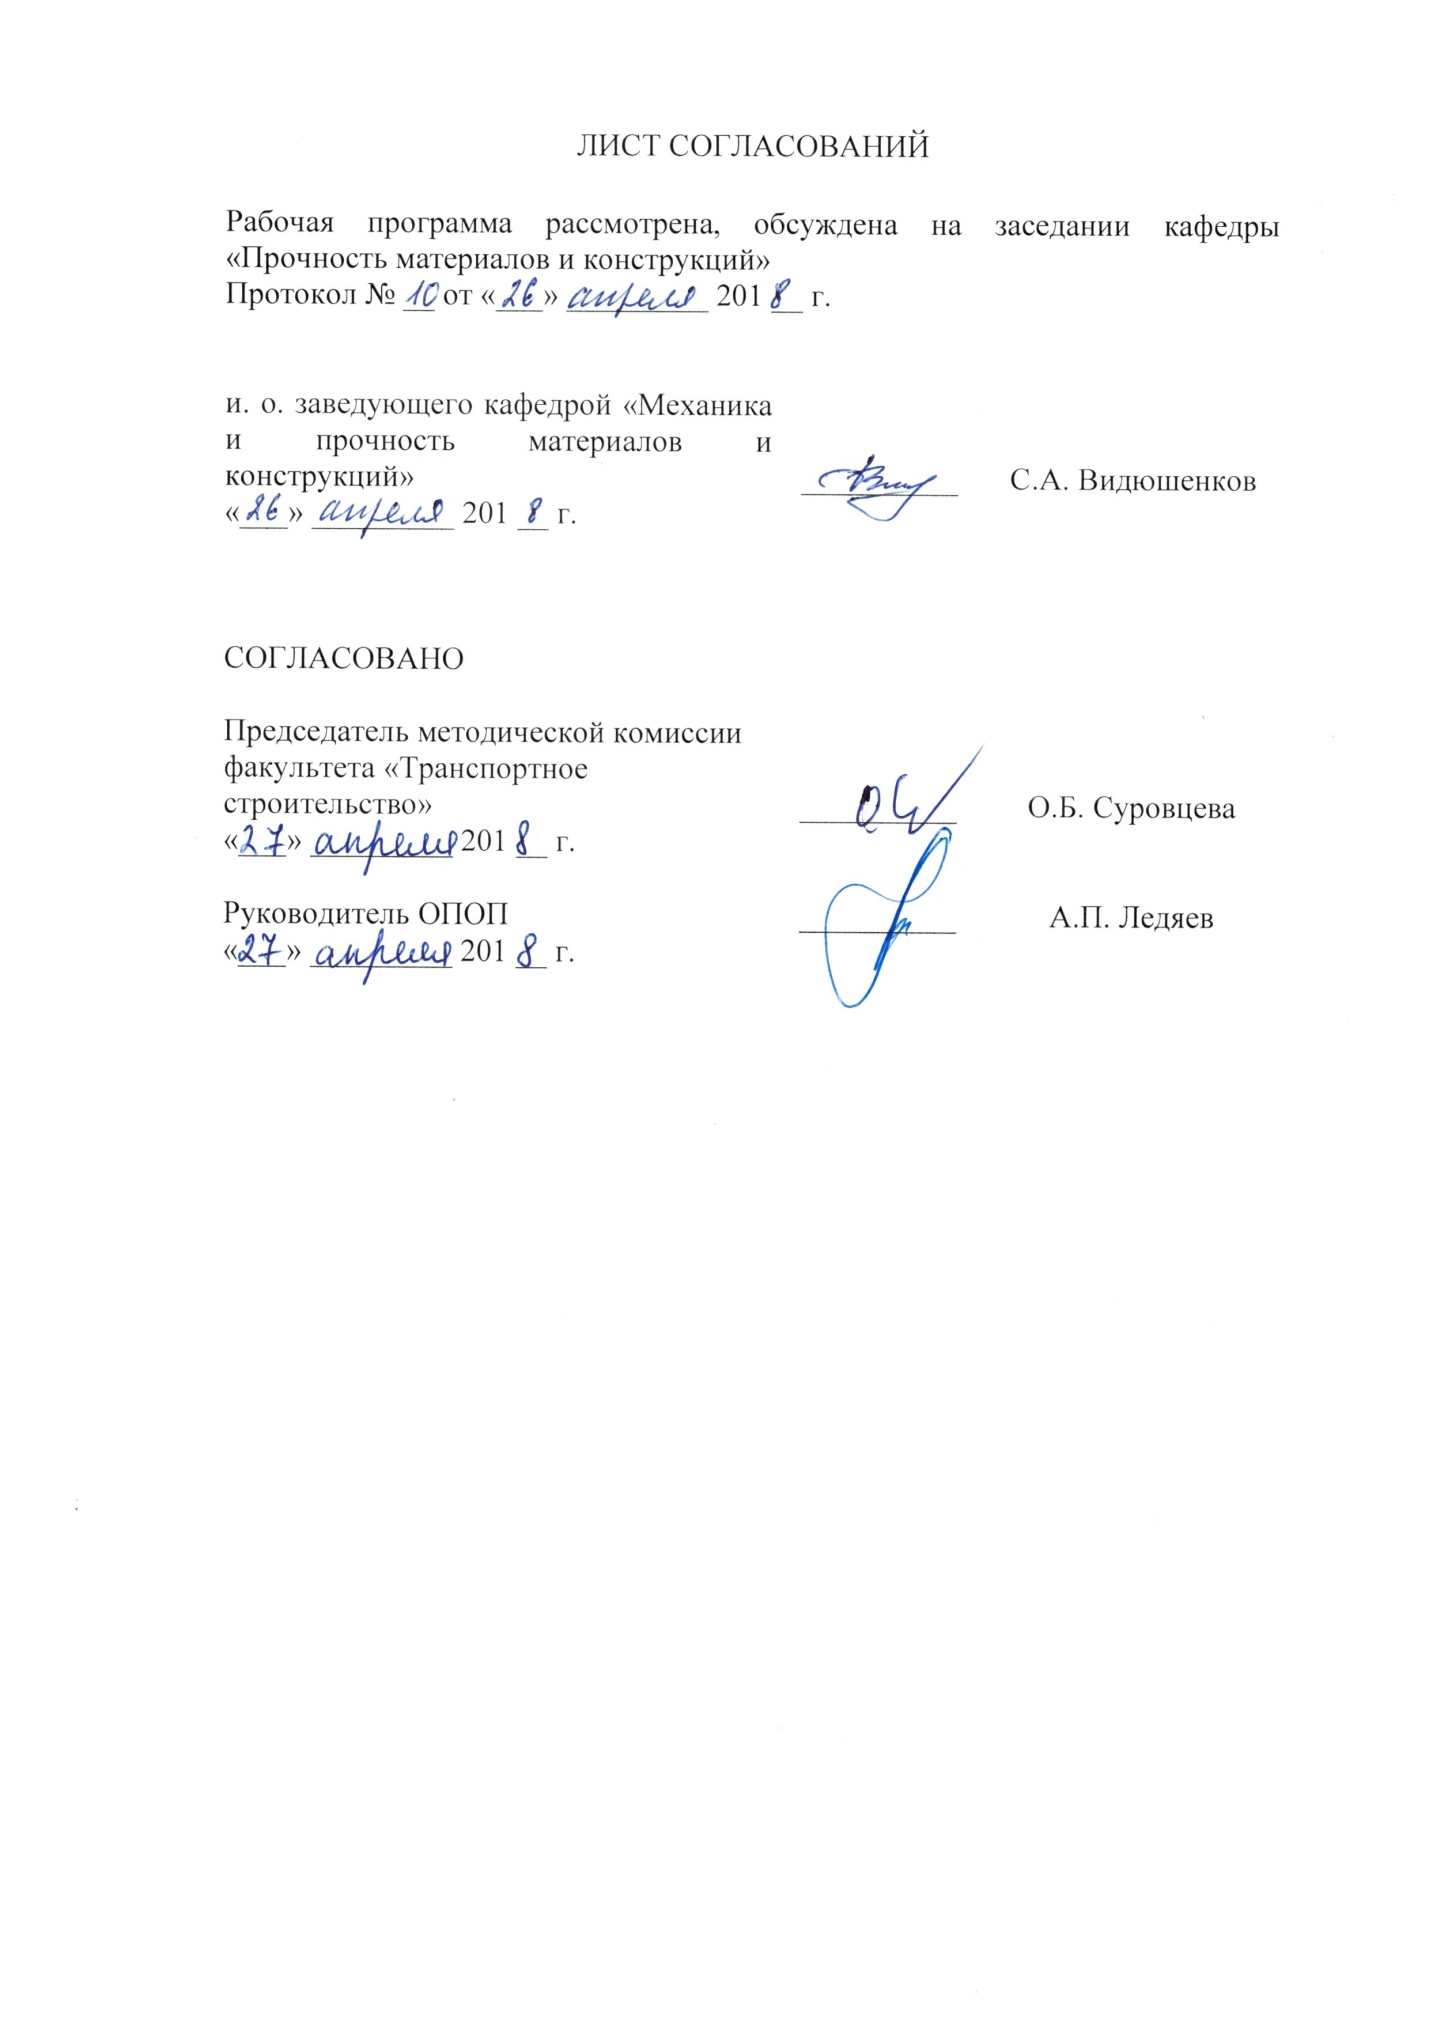 ЛИСТ СОГЛАСОВАНИЙ
Рабочая программа рассмотрена, обсуждена на заседании кафедры
«Прочность материалов и конструкций»
Протокол № 10 от «26» апреля 2018 г.
и. о. заведующего кафедрой «Механика
и прочность материалов и
конструкций» С.А. Видюшенков
«26» апреля 2018 г.
СОГЛАСОВАНО
Председатель методической комиссии
факультета «Транспортное
строительство» О.Б. Суровцева
«27» апреля 2018 г.
Руководитель ОПОП А.П. Ледяев
«27» апреля 2018 г.